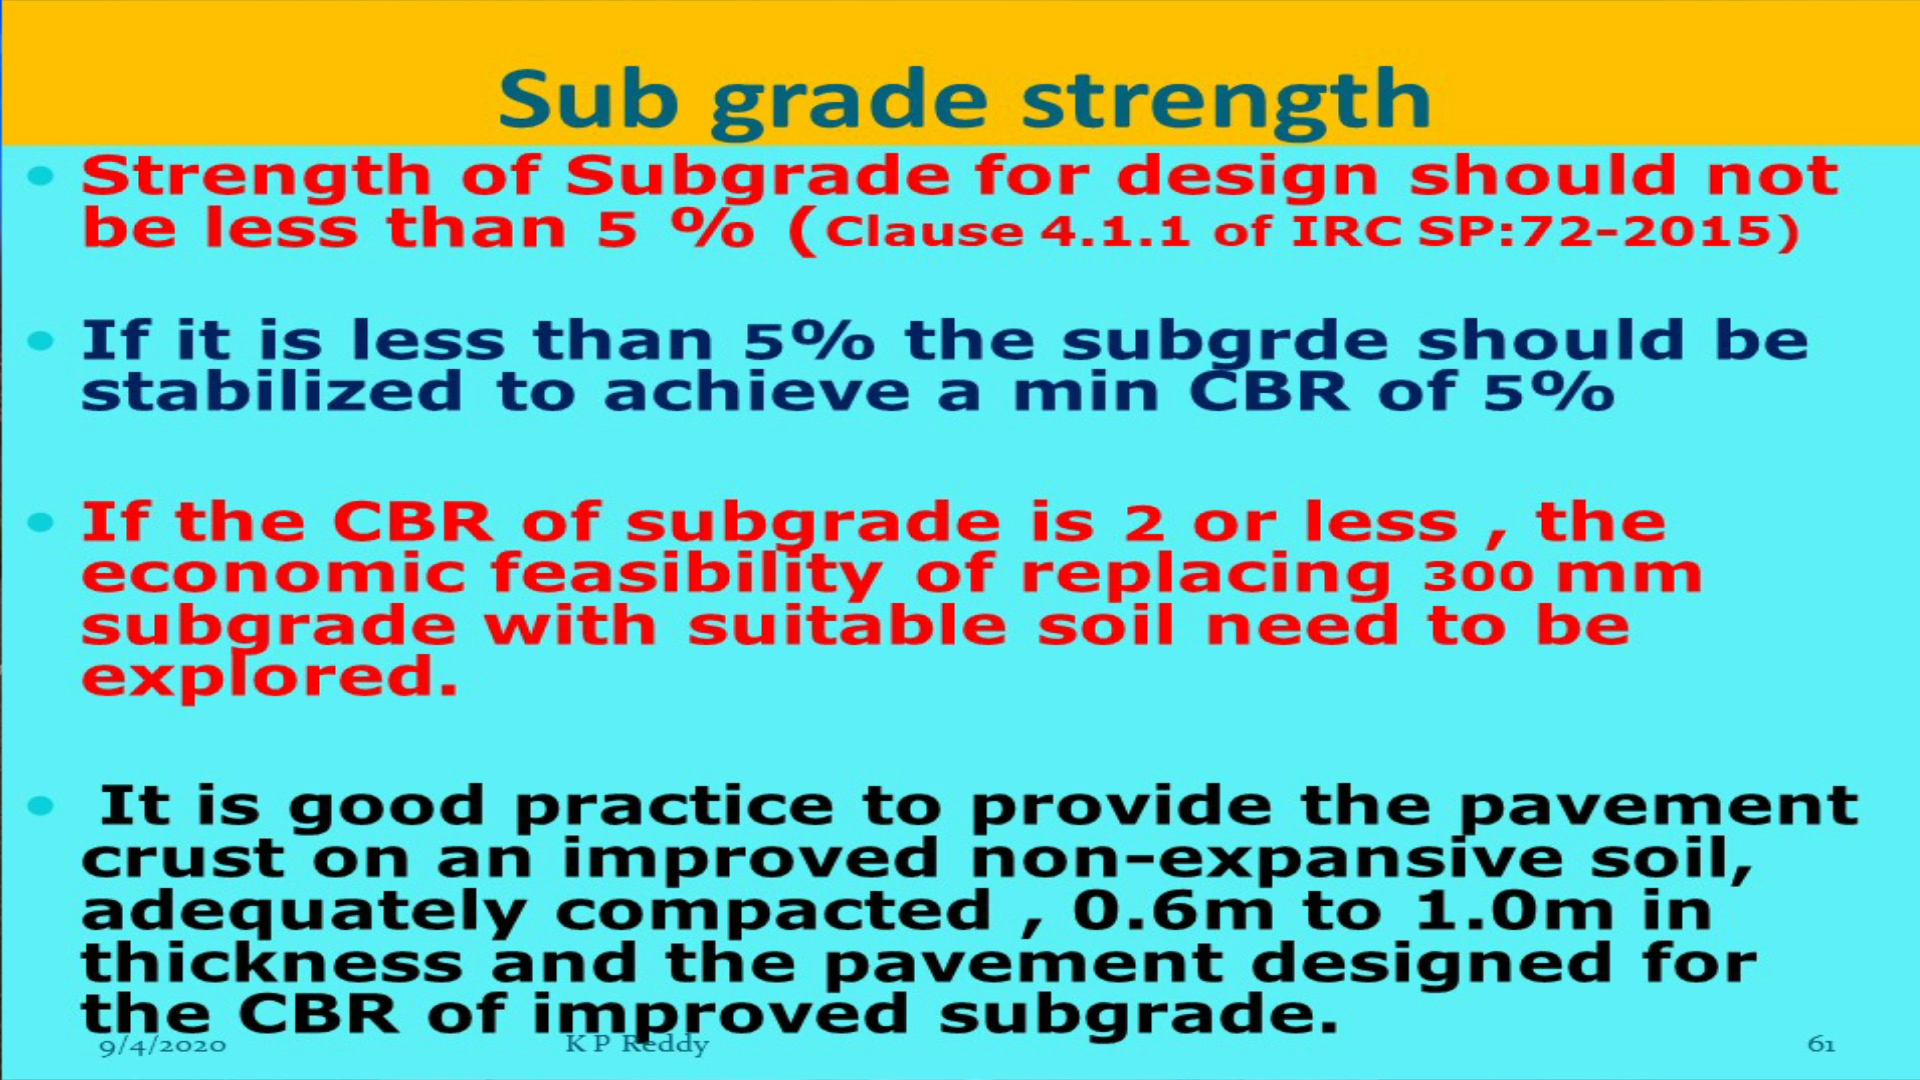 Sub grade strength
• Strength of Subgrade for design should not
be less than 5 % (Clause 4.1.1 of IRC SP:72-2015)
• If it is less than 5% the subgrde should be
stabilized to achieve a min CBR of 5%
• If the CBR of subgrade is 2 or less , the
economic feasibility of replacing 300 mm
subgrade with suitable soil need to be
explored.
• It is good practice to provide the pavement
crust on an improved non-expansive soil,
adequately compacted , 0.6m to 1.0m in
thickness and the pavement designed for
the CBR of improved subgrade.
9/4/2020 K P Reddy 61